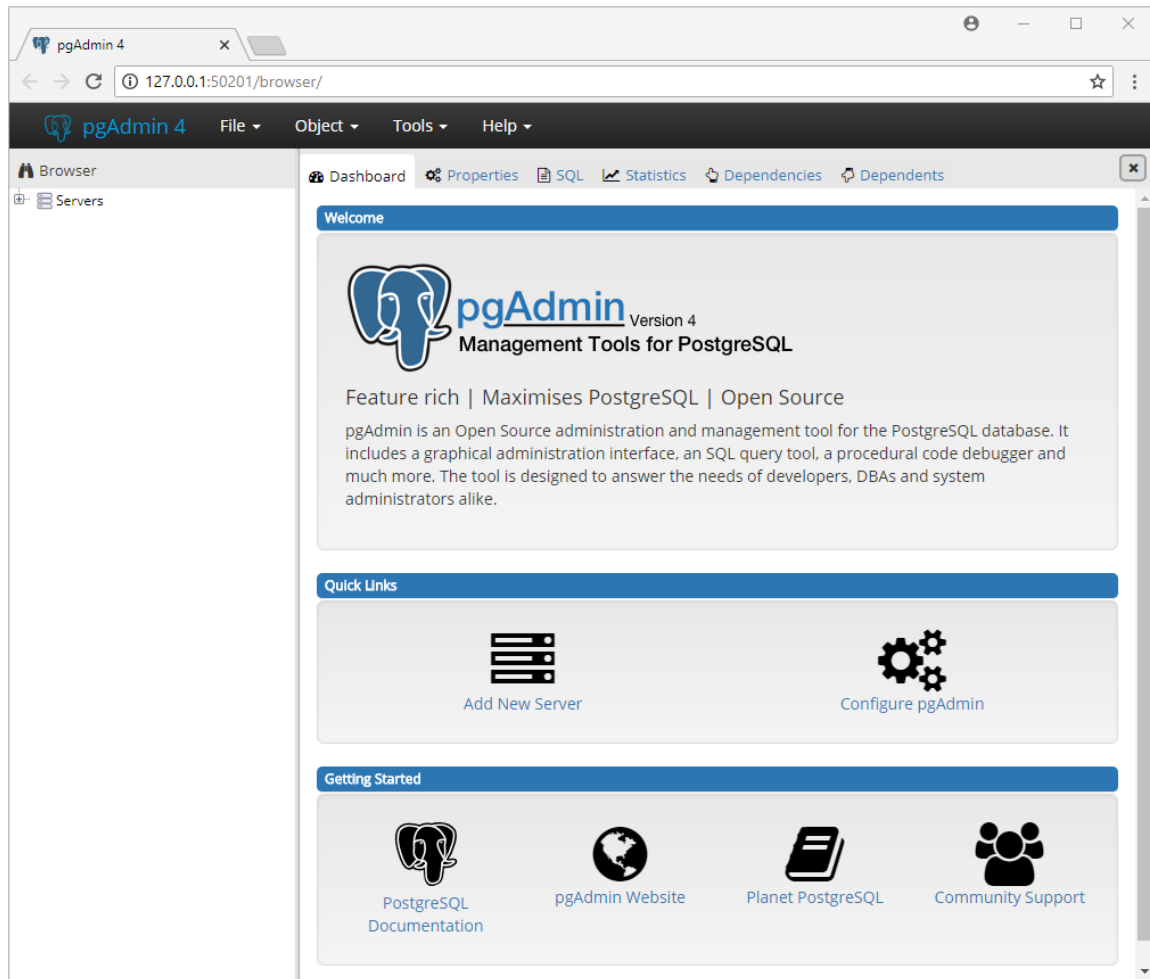 pgAdmin 4
127.0.0.1:50201/browser/
pgAdmin 4 File Object Tools Help
Browser
Servers
Dashboard Properties SQL Statistics Dependencies Dependents
Welcome
pgAdmin Version 4
Management Tools for PostgreSQL
Feature rich | Maximises PostgreSQL | Open Source
pgAdmin is an Open Source administration and management tool for the PostgreSQL database. It
includes a graphical administration interface, an SQL query tool, a procedural code debugger and
much more. The tool is designed to answer the needs of developers, DBAs and system
administrators alike.
Quick Links
Add New Server
Configure pgAdmin
Getting Started
PostgreSQL
Documentation
pgAdmin Website
Planet PostgreSQL
Community Support